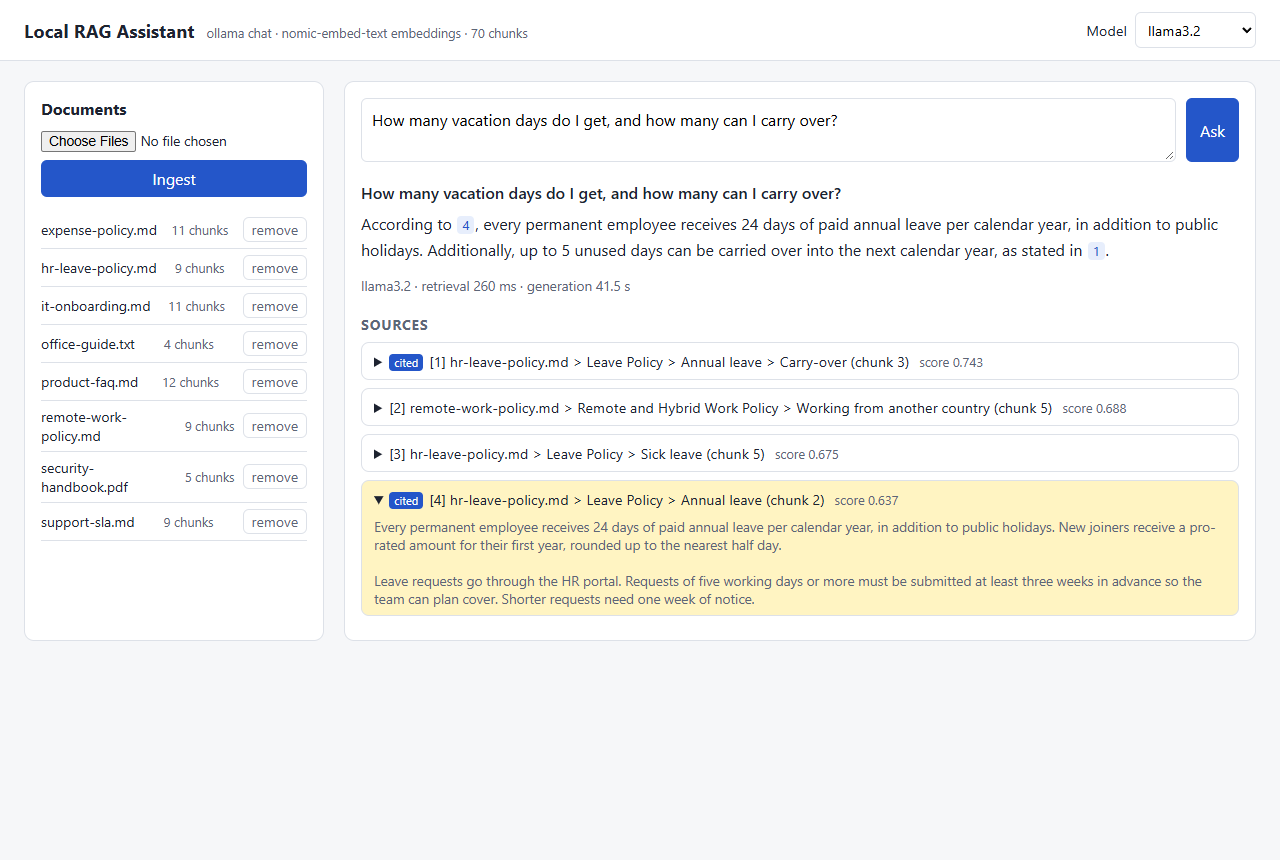 Local RAG Assistant
ollama chat · nomic-embed-text embeddings · 70 chunks
Model
llama3.2
Documents
Choose Files No file chosen
Ingest
expense-policy.md 11 chunks remove
hr-leave-policy.md 9 chunks remove
it-onboarding.md 11 chunks remove
office-guide.txt 4 chunks remove
product-faq.md 12 chunks remove
remote-work-
policy.md 9 chunks remove
security-
handbook.pdf 5 chunks remove
support-sla.md 9 chunks remove
How many vacation days do I get, and how many can I carry over?
Ask
How many vacation days do I get, and how many can I carry over?
According to 4, every permanent employee receives 24 days of paid annual leave per calendar year, in addition to public
holidays. Additionally, up to 5 unused days can be carried over into the next calendar year, as stated in 1.
llama3.2 · retrieval 260 ms · generation 41.5 s
SOURCES
cited [1] hr-leave-policy.md > Leave Policy > Annual leave > Carry-over (chunk 3) score 0.743
[2] remote-work-policy.md > Remote and Hybrid Work Policy > Working from another country (chunk 5) score 0.688
[3] hr-leave-policy.md > Leave Policy > Sick leave (chunk 5) score 0.675
cited [4] hr-leave-policy.md > Leave Policy > Annual leave (chunk 2) score 0.637
Every permanent employee receives 24 days of paid annual leave per calendar year, in addition to public holidays. New joiners receive a pro-
rated amount for their first year, rounded up to the nearest half day.
Leave requests go through the HR portal. Requests of five working days or more must be submitted at least three weeks in advance so the
team can plan cover. Shorter requests need one week of notice.